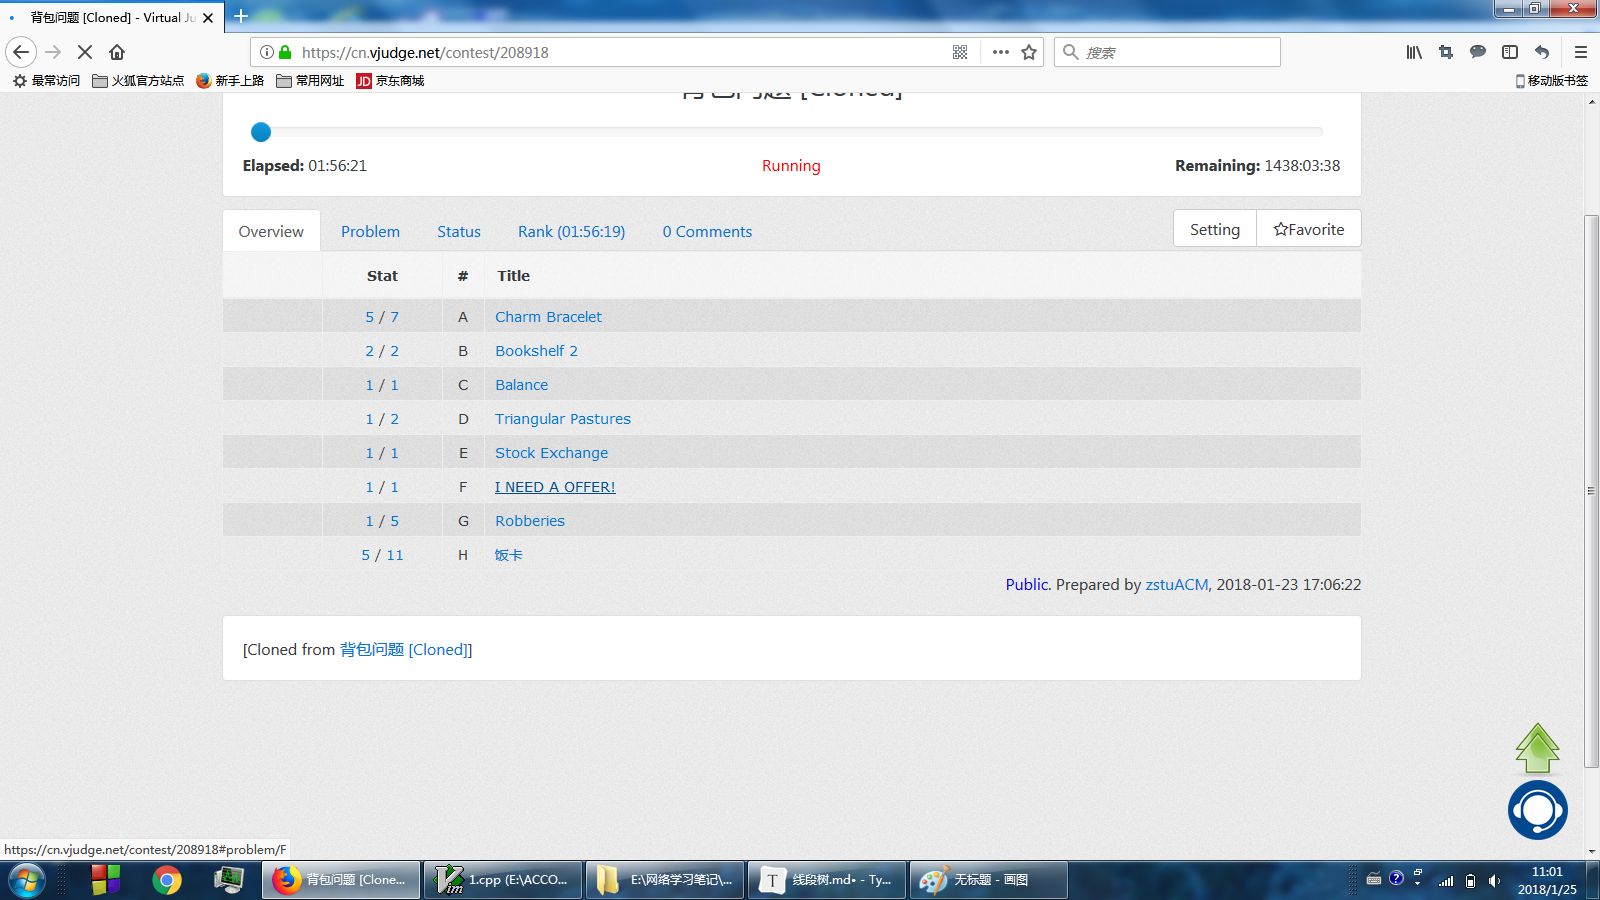 背包问题 [Cloned] - Virtual Ju
https://cn.vjudge.net/contest/208918
搜索
最常访问 火狐官方站点 新手上路 常用网址 JD 京东商城 移动版书签
背包问题 [Cloned]
Elapsed: 01:56:21 Running Remaining: 1438:03:38
Overview Problem Status Rank (01:56:19) 0 Comments Setting Favorite
Stat # Title
5 / 7 A Charm Bracelet
2 / 2 B Bookshelf 2
1 / 1 C Balance
1 / 2 D Triangular Pastures
1 / 1 E Stock Exchange
1 / 1 F I NEED A OFFER!
1 / 5 G Robberies
5 / 11 H 饭卡
Public. Prepared by zstuACM, 2018-01-23 17:06:22
[Cloned from 背包问题 [Cloned]]
https://cn.vjudge.net/contest/208918#problem/F
背包问题 [Clone... Vim 1.cpp (E:\ACCO... E:\网络学习笔记\... T 线段树.md• - Ty... 无标题 - 画图 11:01
2018/1/25